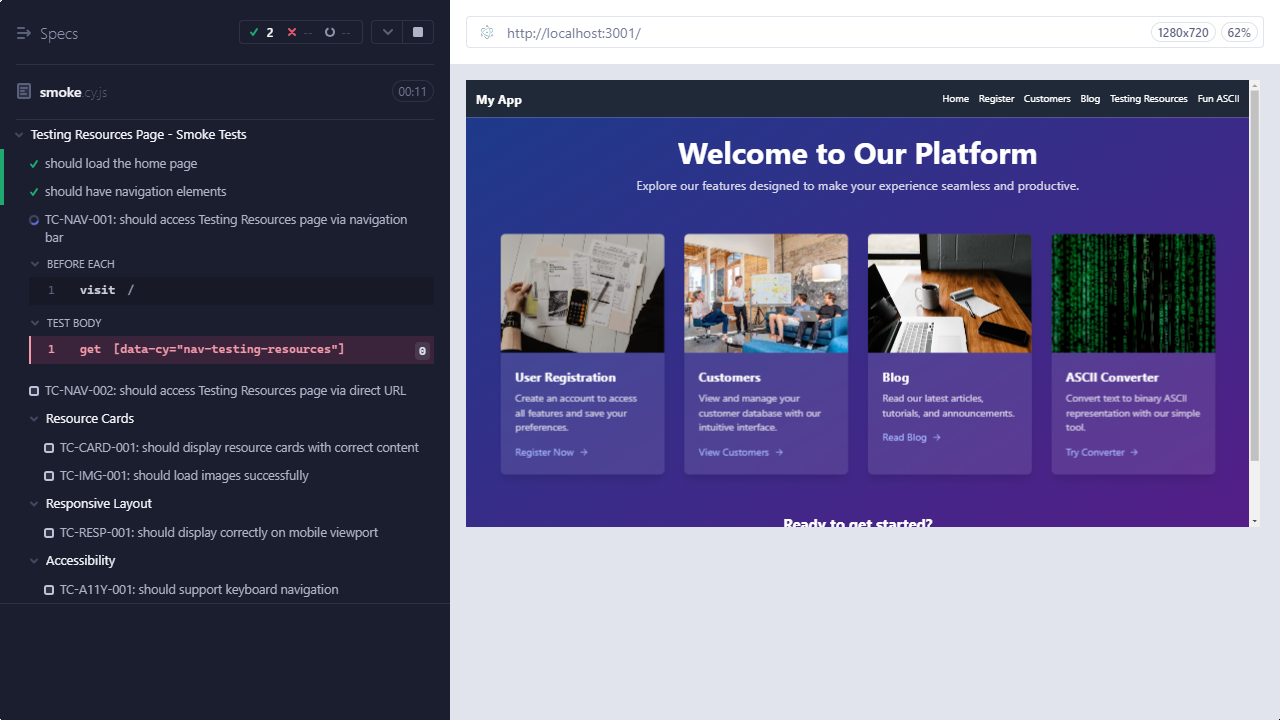 Specs
2
--
--
smoke.cy.js
00:11
Testing Resources Page - Smoke Tests
should load the home page
should have navigation elements
TC-NAV-001: should access Testing Resources page via navigation
bar
BEFORE EACH
1 visit /
TEST BODY
1 get [data-cy="nav-testing-resources"] 0
TC-NAV-002: should access Testing Resources page via direct URL
Resource Cards
TC-CARD-001: should display resource cards with correct content
TC-IMG-001: should load images successfully
Responsive Layout
TC-RESP-001: should display correctly on mobile viewport
Accessibility
TC-A11Y-001: should support keyboard navigation
http://localhost:3001/
1280x720
62%
My App
Home Register Customers Blog Testing Resources Fun ASCII
Welcome to Our Platform
Explore our features designed to make your experience seamless and productive.
User Registration
Create an account to access
all features and save your
preferences.
Register Now →
Customers
View and manage your
customer database with our
intuitive interface.
View Customers →
Blog
Read our latest articles,
tutorials, and announcements.
Read Blog →
ASCII Converter
Convert text to binary ASCII
representation with our simple
tool.
Try Converter →
Ready to get started?